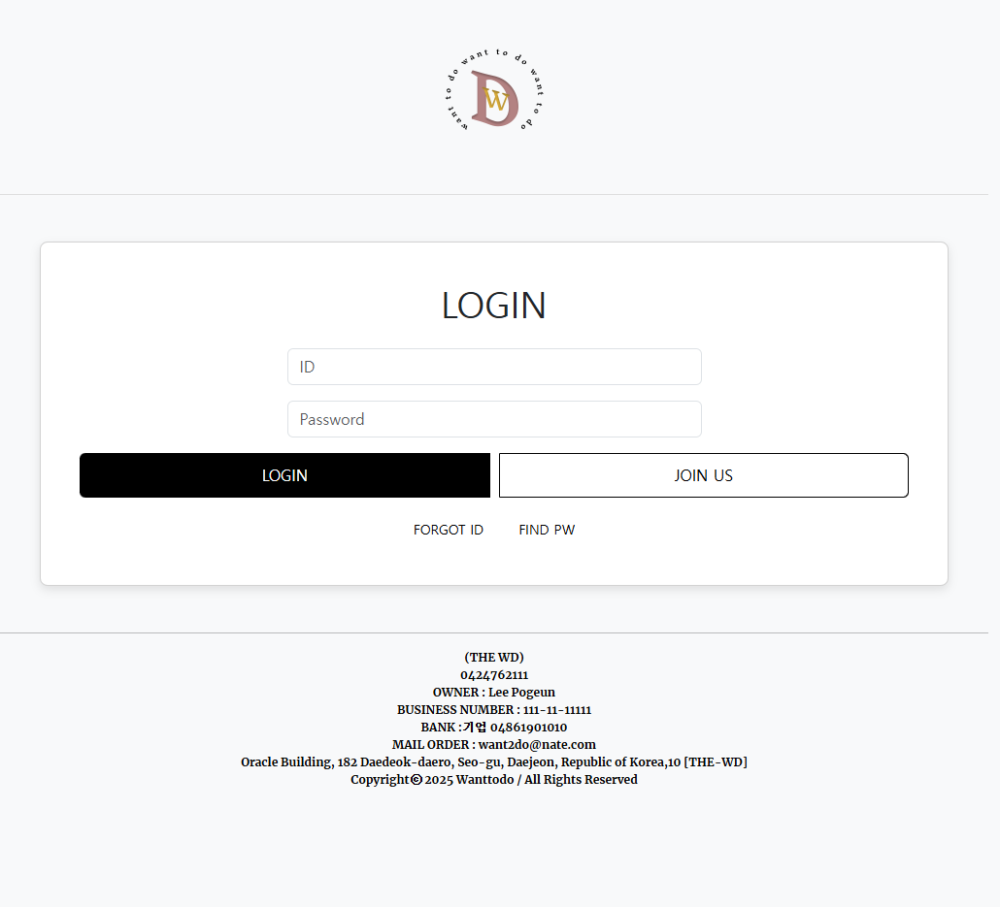 want to do want to do want to do
D
W
LOGIN
ID
Password
LOGIN
JOIN US
FORGOT ID
FIND PW
(THE WD)
0424762111
OWNER : Lee Pogeun
BUSINESS NUMBER : 111-11-11111
BANK :기업 04861901010
MAIL ORDER : want2do@nate.com
Oracle Building, 182 Daedeok-daero, Seo-gu, Daejeon, Republic of Korea,10 [THE-WD]
Copyrightⓒ2025 Wanttodo / All Rights Reserved